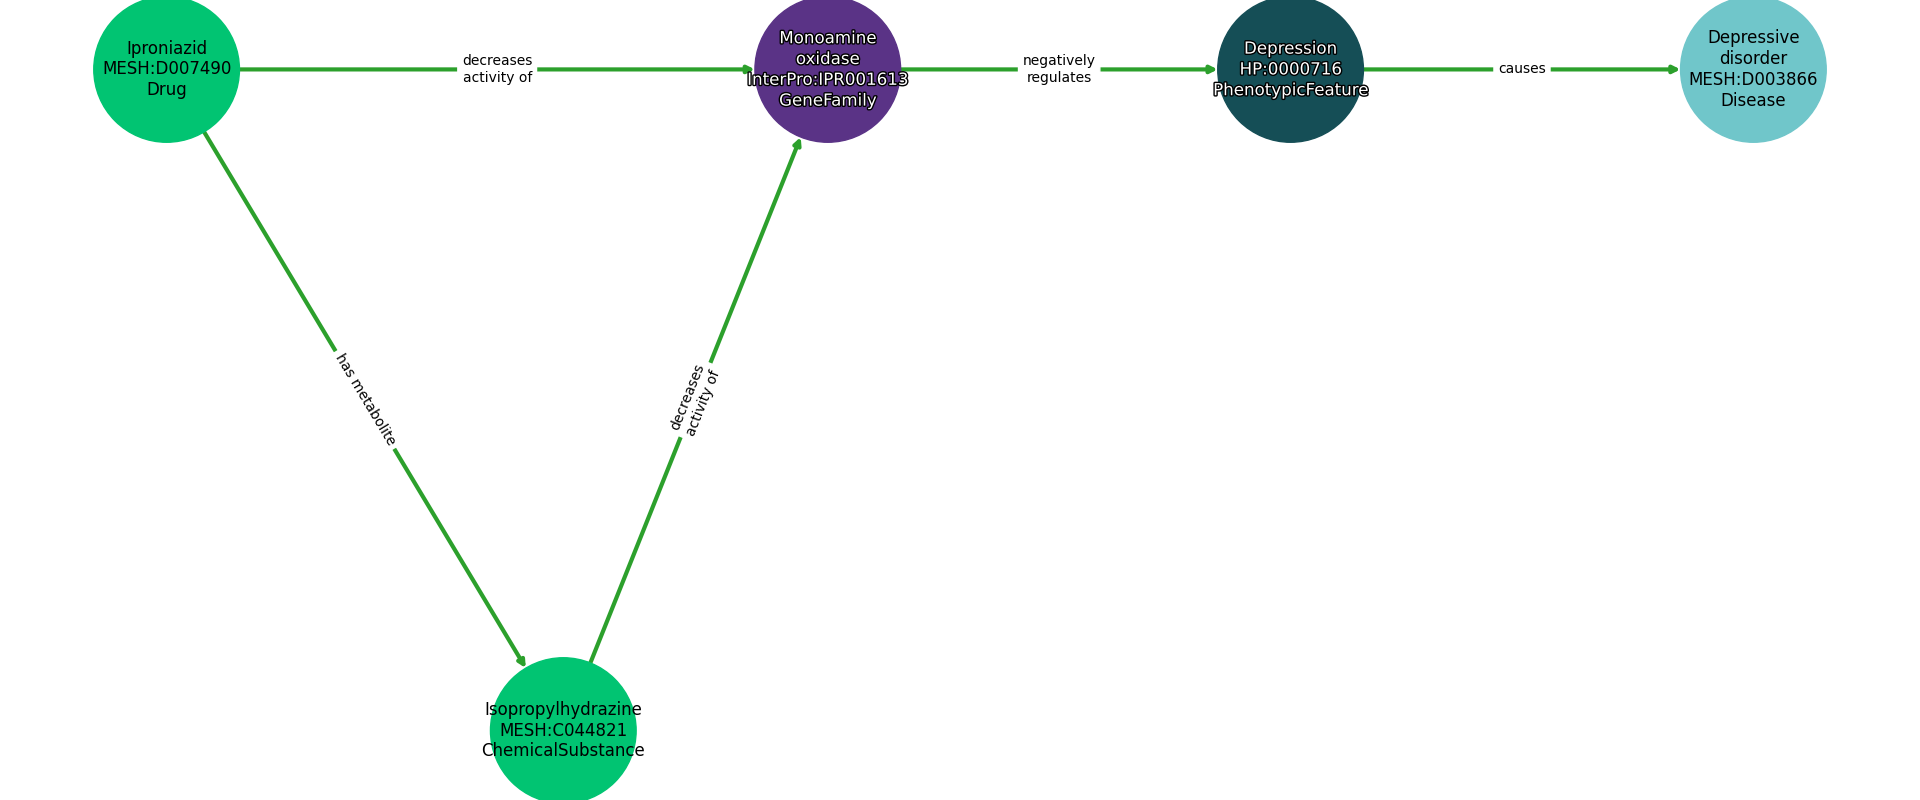 Iproniazid
MESH:D007490
Drug
decreases
activity of
Monoamine
oxidase
InterPro:IPR001613
GeneFamily
negatively
regulates
Depression
HP:0000716
PhenotypicFeature
causes
Depressive
disorder
MESH:D003866
Disease
has metabolite
decreases
activity of
Isopropylhydrazine
MESH:C044821
ChemicalSubstance